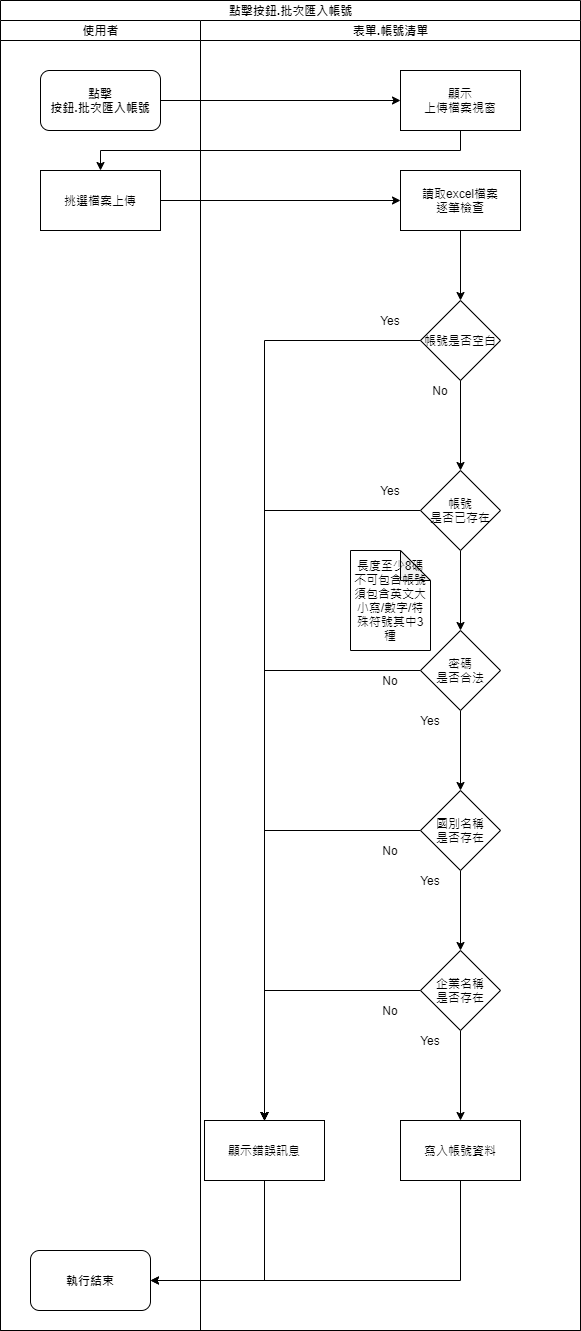 點擊按鈕.批次匯入帳號
使用者
表單.帳號清單
點擊
按鈕.批次匯入帳號
顯示
上傳檔案視窗
挑選檔案上傳
讀取excel檔案
逐筆檢查
Yes
帳號是否空白
No
Yes
帳號
是否已存在
長度至少8碼
不可包含帳號
須包含英文大
小寫/數字/特
殊符號其中3
種
密碼
是否合法
No
Yes
國別名稱
是否存在
No
Yes
企業名稱
是否存在
No
Yes
顯示錯誤訊息
寫入帳號資料
執行結束